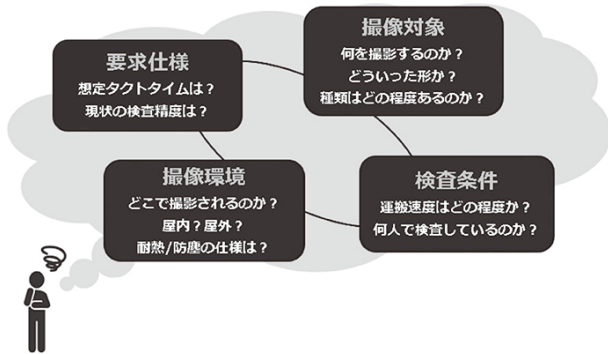 要求仕様
想定タクトタイムは？
現状の検査精度は？
撮像対象
何を撮影するのか？
どういった形か？
種類はどの程度あるのか？
撮像環境
どこで撮影されるのか？
屋内？屋外？
耐熱/防塵の仕様は？
検査条件
運搬速度はどの程度か？
何人で検査しているのか？